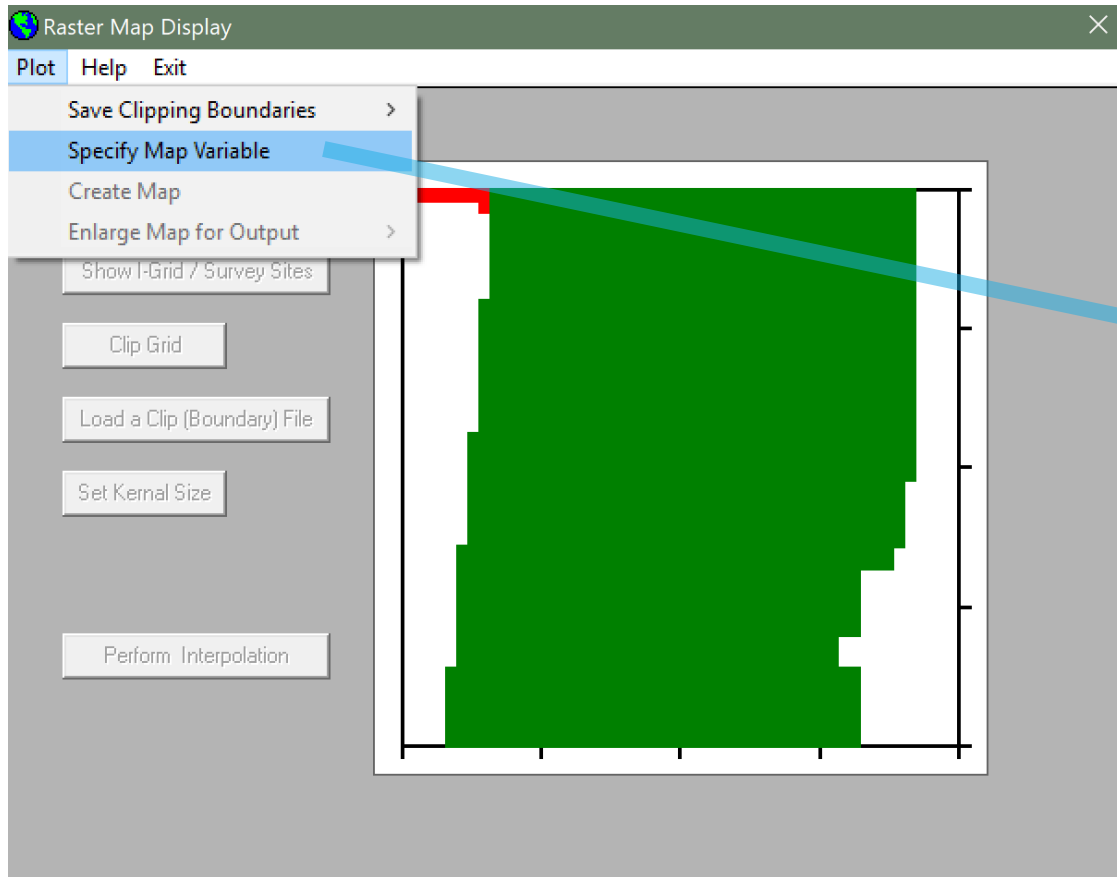 Raster Map Display
Plot Help Exit
Save Clipping Boundaries
Specify Map Variable
Create Map
Enlarge Map for Output
Show I-Grid / Survey Sites
Clip Grid
Load a Clip (Boundary) File
Set Kernal Size
Perform Interpolation